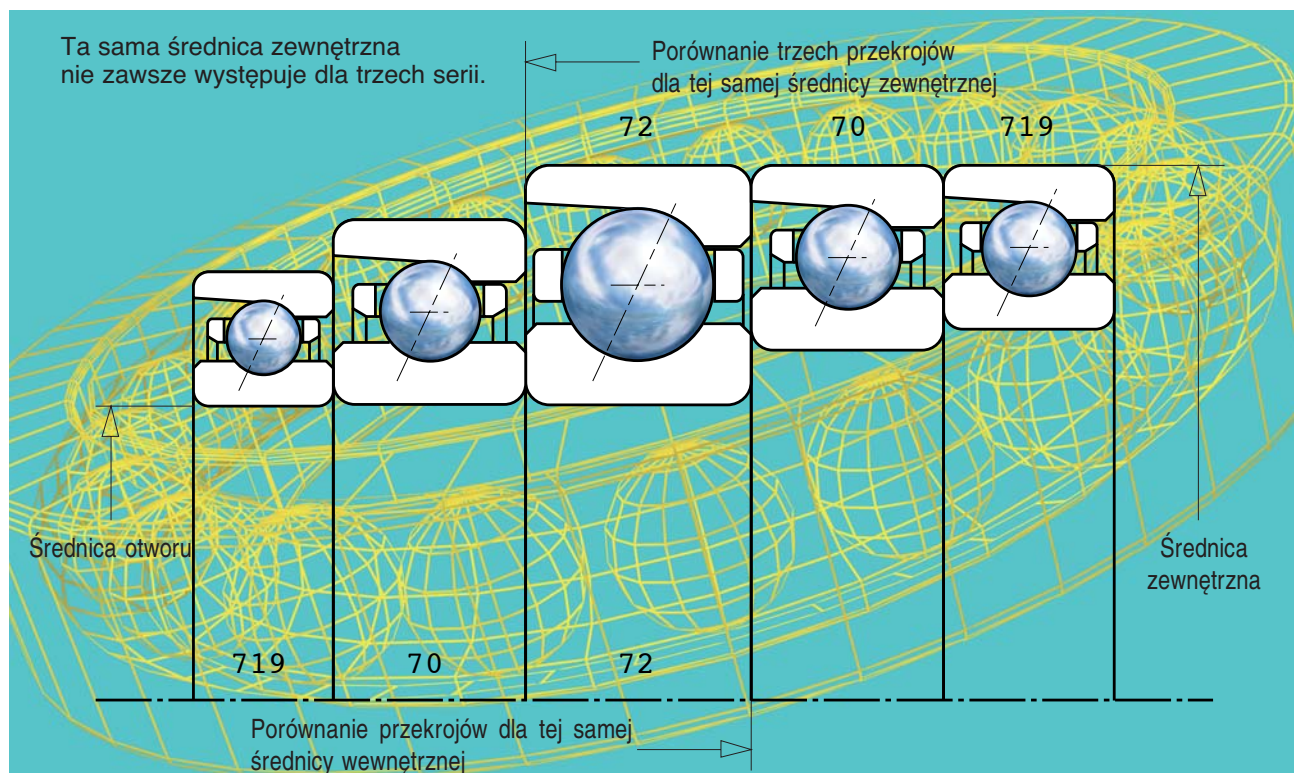 Ta sama średnica zewnętrzna
nie zawsze występuje dla trzech serii.
Porównanie trzech przekrojów
dla tej samej średnicy zewnętrznej
72 70 719
Średnica otworu
Średnica
zewnętrzna
719 70 72
Porównanie przekrojów dla tej samej
średnicy wewnętrznej